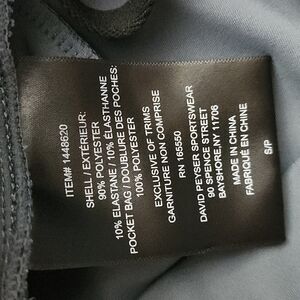 ITEM# 1448620
SHELL / EXTÉRIEUR:
90% POLYESTER
10% ELASTANE / 10% ÉLASTHANNE
POCKET BAG / DOUBLURE DES POCHES:
100% POLYESTER
EXCLUSIVE OF TRIMS
GARNITURE NON COMPRISE
RN 165550
DAVID PEYSER SPORTSWEAR
90 SPENCE STREET
BAYSHORE,NY 11706
MADE IN CHINA
FABRIQUÉ EN CHINE
S/P